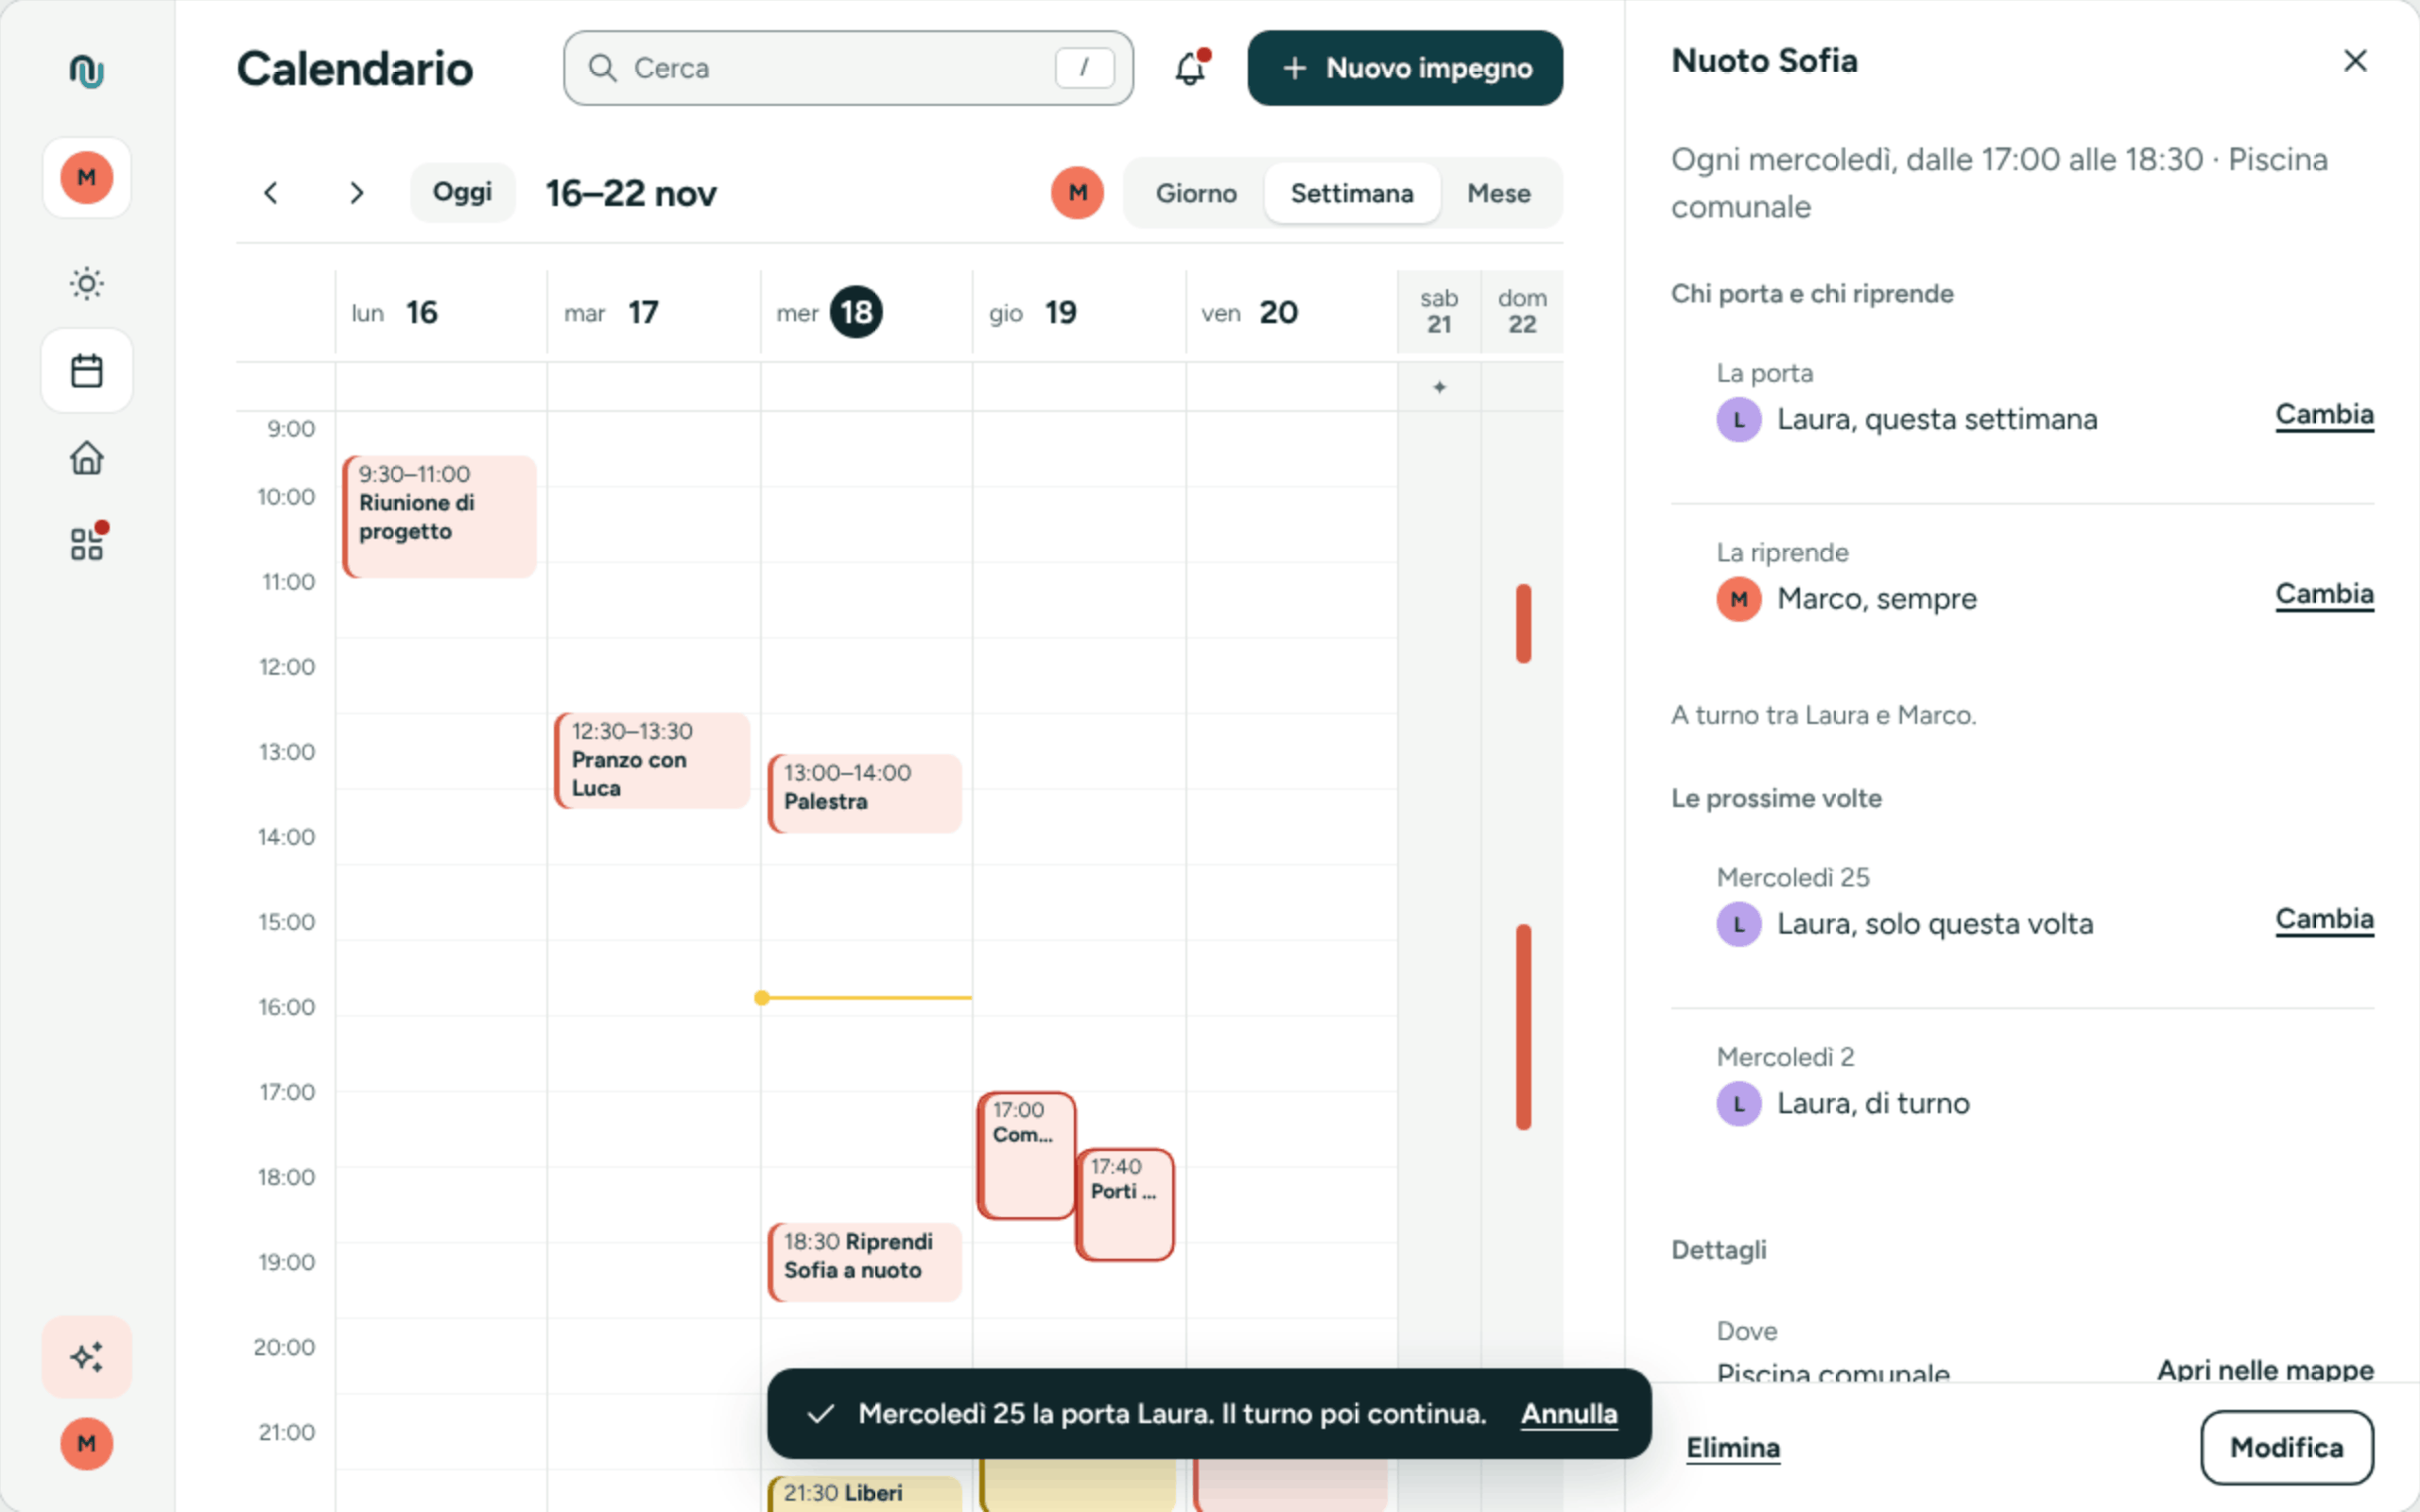 Calendario
Cerca
/
+ Nuovo impegno
M
Oggi
16–22 nov
M
Giorno
Settimana
Mese
lun 16
mar 17
mer 18
gio 19
ven 20
sab
21
dom
22
9:00
10:00
11:00
12:00
13:00
14:00
15:00
16:00
17:00
18:00
19:00
20:00
21:00
9:30–11:00
Riunione di
progetto
12:30–13:30
Pranzo con
Luca
13:00–14:00
Palestra
18:30 Riprendi
Sofia a nuoto
21:30 Liberi
17:00
Com...
17:40
Porti ...
M
Mercoledì 25 la porta Laura. Il turno poi continua.
Annulla
Nuoto Sofia
Ogni mercoledì, dalle 17:00 alle 18:30 · Piscina
comunale
Chi porta e chi riprende
La porta
L Laura, questa settimana
Cambia
La riprende
M Marco, sempre
Cambia
A turno tra Laura e Marco.
Le prossime volte
Mercoledì 25
L Laura, solo questa volta
Cambia
Mercoledì 2
L Laura, di turno
Dettagli
Dove
Piscina comunale
Apri nelle mappe
Elimina
Modifica